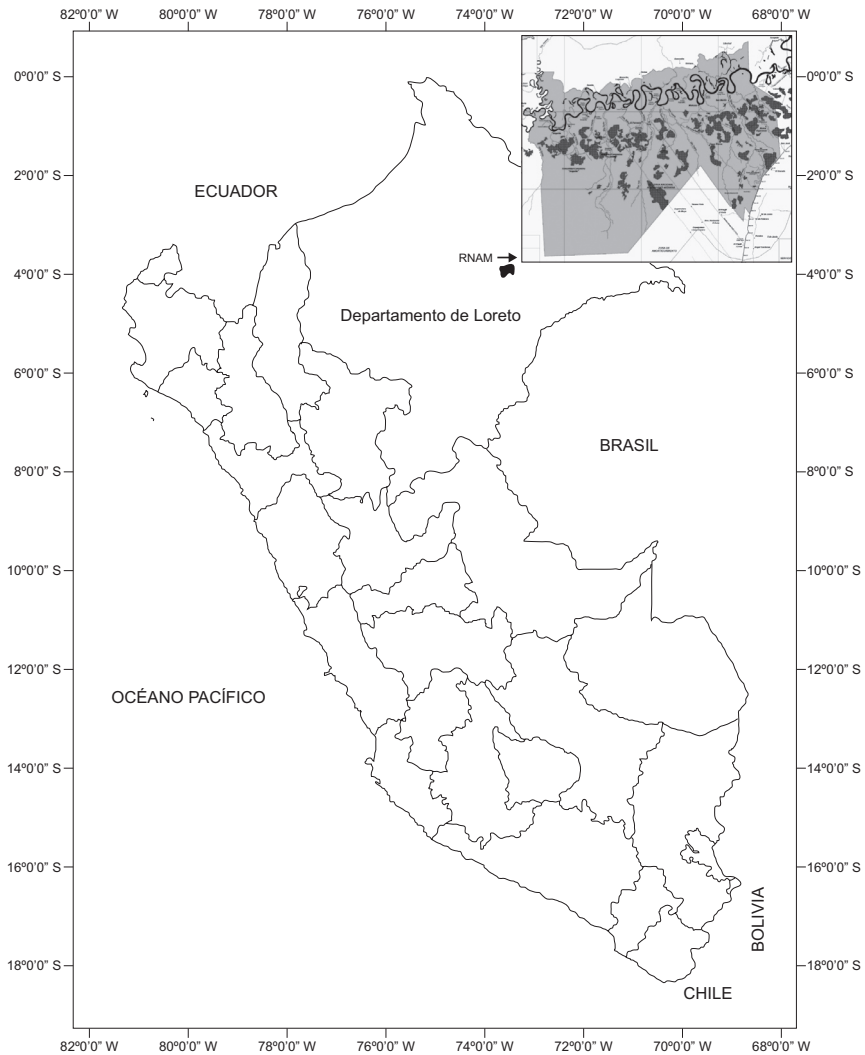 82º0'0" W 80º0'0" W 78º0'0" W 76º0'0" W 74º0'0" W 72º0'0" W 70º0'0" W 68º0'0" W
0º0'0" S 0º0'0" S
2º0'0" S 2º0'0" S
ECUADOR
RNAM
4º0'0" S 4º0'0" S
Departamento de Loreto
6º0'0" S 6º0'0" S
BRASIL
8º0'0" S 8º0'0" S
10º0'0" S 10º0'0" S
12º0'0" S 12º0'0" S
OCÉANO PACÍFICO
14º0'0" S 14º0'0" S
16º0'0" S 16º0'0" S
BOLIVIA
18º0'0" S 18º0'0" S
CHILE
82º0'0" W 80º0'0" W 78º0'0" W 76º0'0" W 74º0'0" W 72º0'0" W 70º0'0" W 68º0'0" W